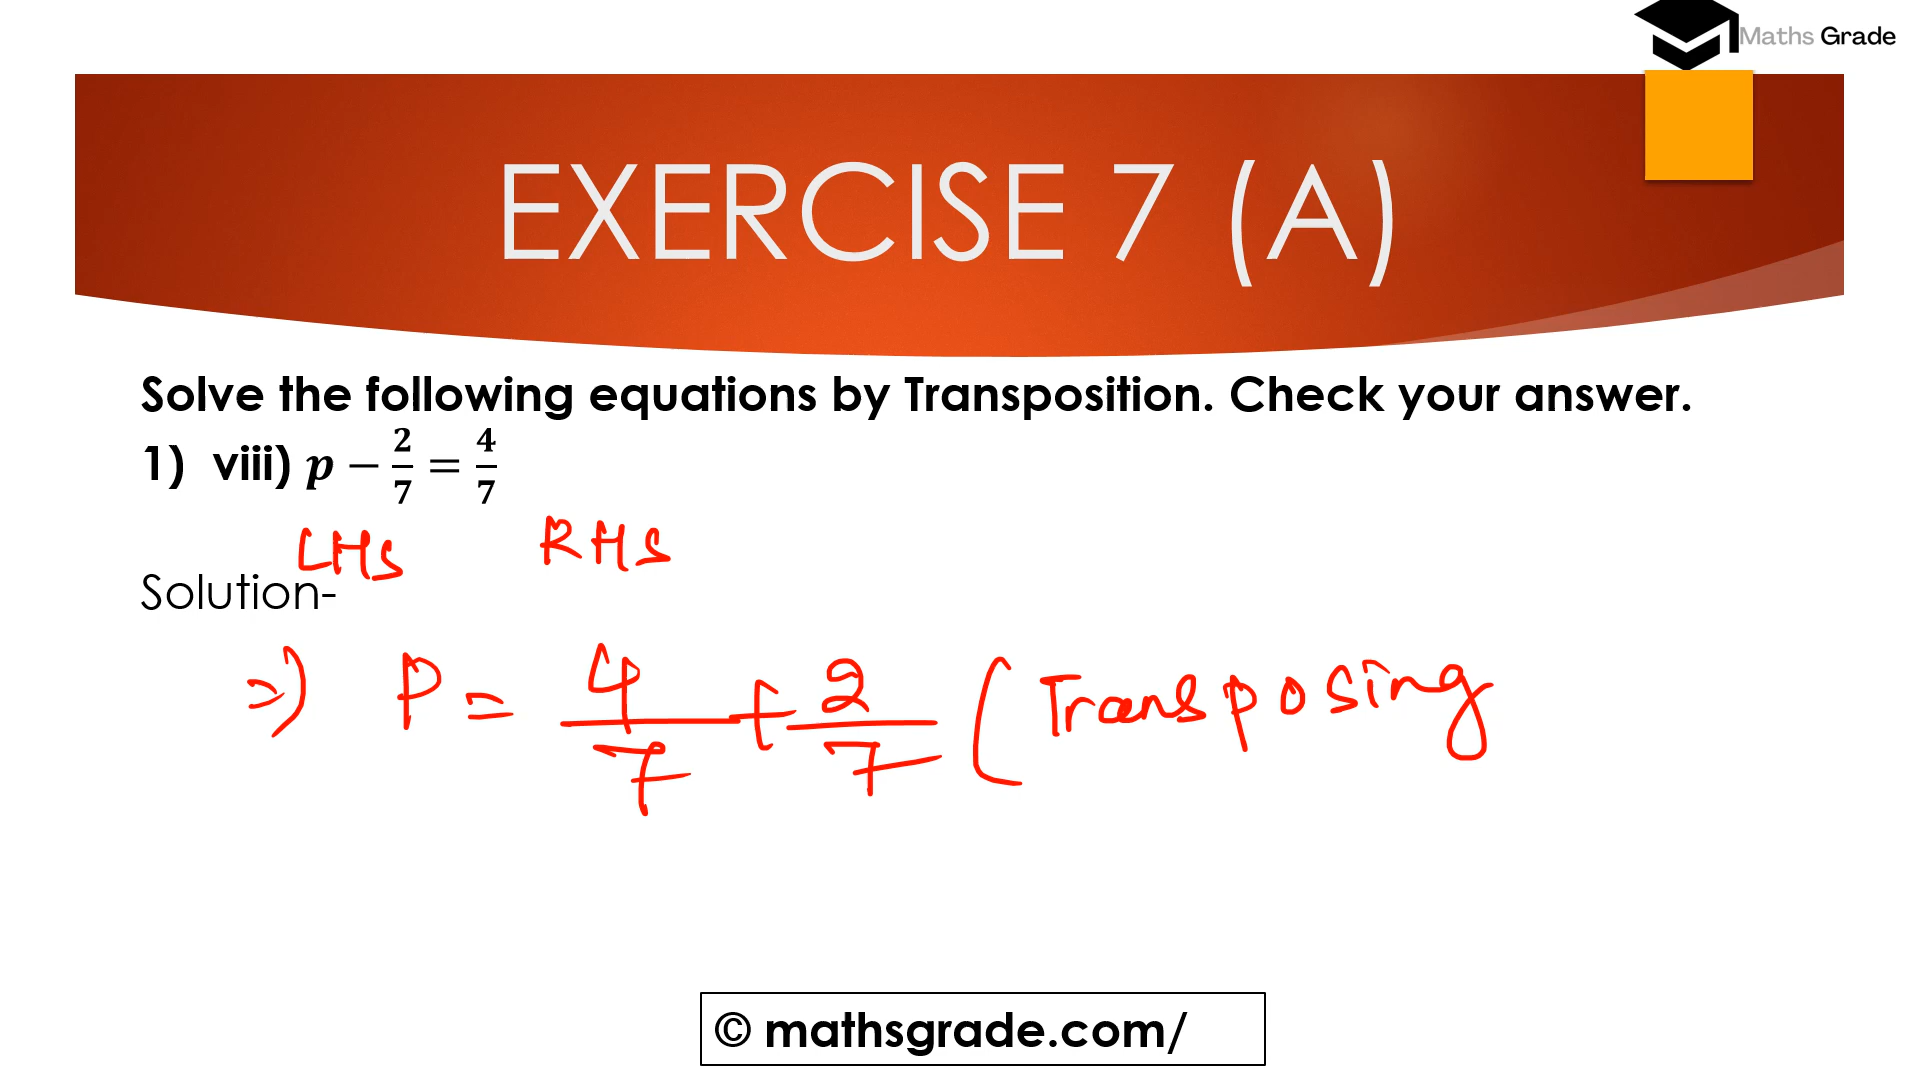 Maths Grade
EXERCISE 7 (A)
Solve the following equations by Transposition. Check your answer.
1) viii) p − 2/7 = 4/7
LHS RHS
Solution-
⇒) P = 4/7 + 2/7 (Transposing
© mathsgrade.com/